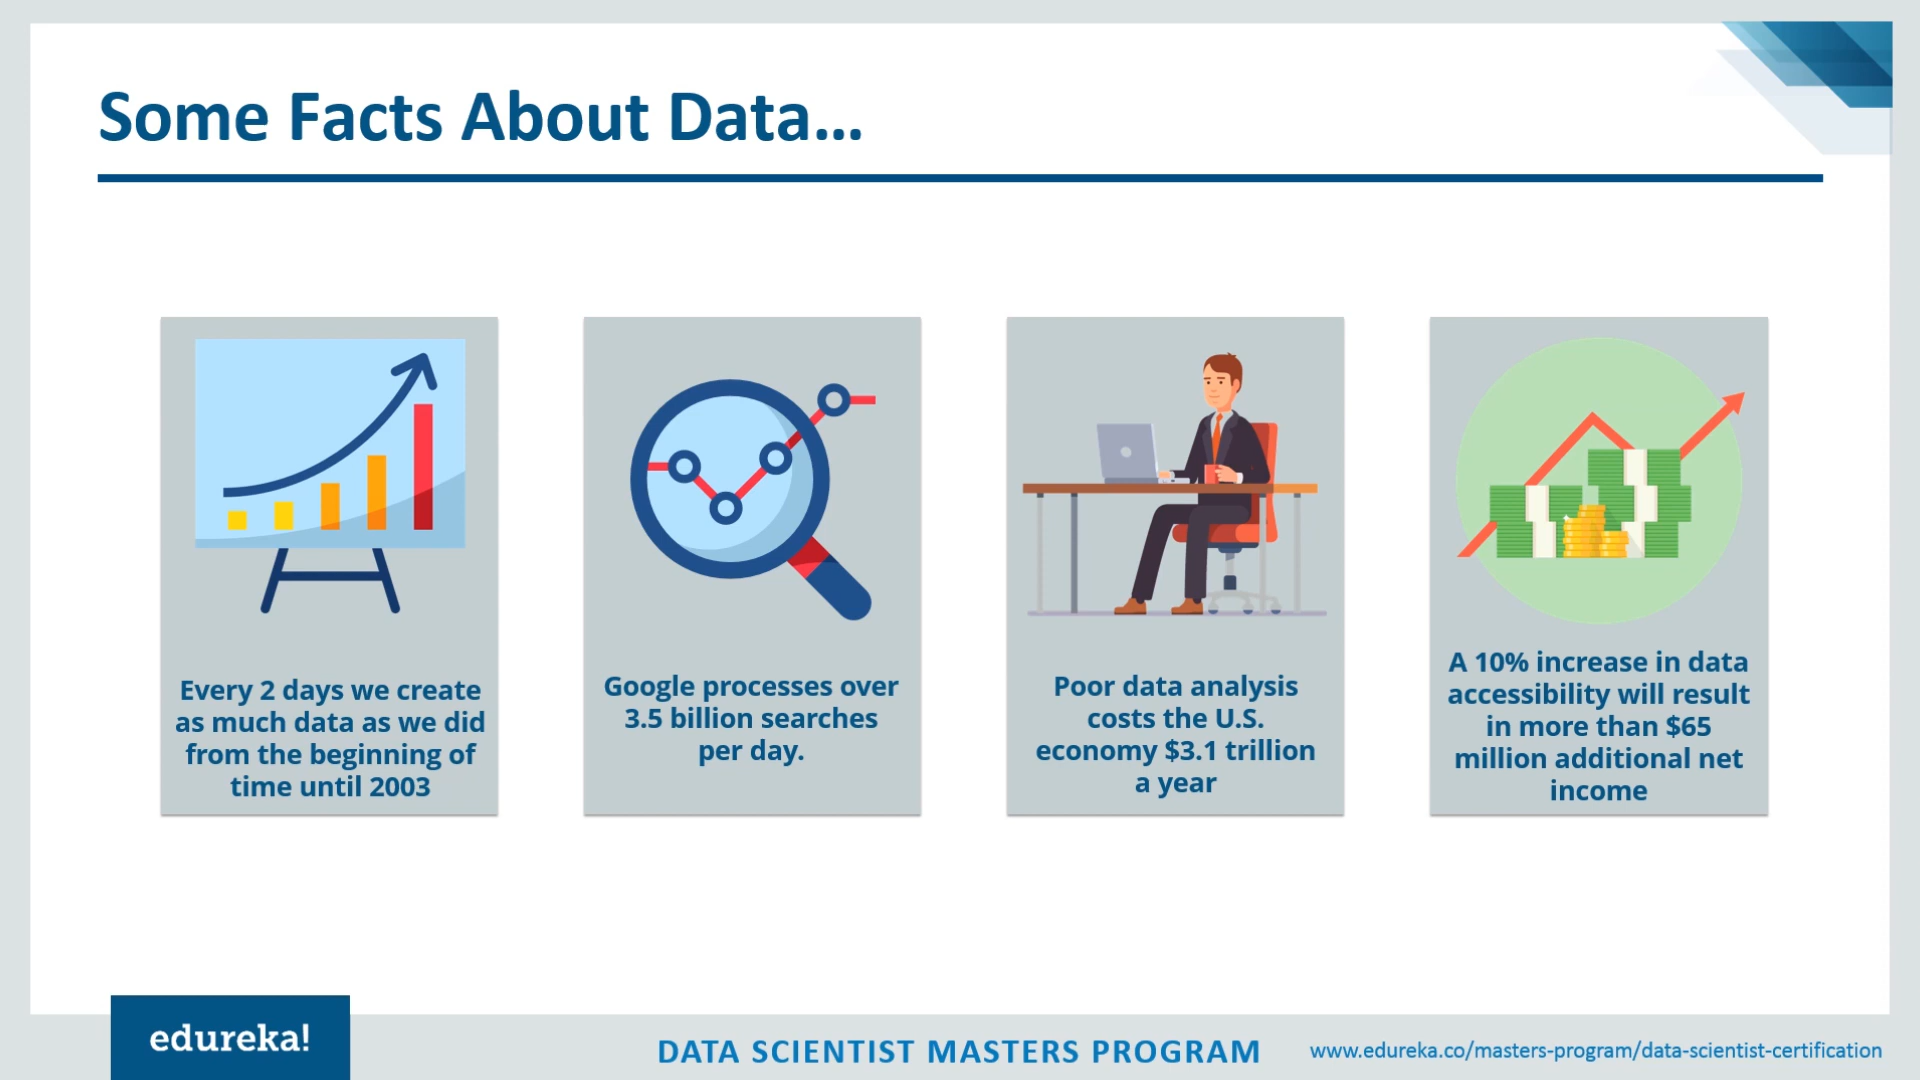 Some Facts About Data...
Every 2 days we create
as much data as we did
from the beginning of
time until 2003
Google processes over
3.5 billion searches
per day.
Poor data analysis
costs the U.S.
economy $3.1 trillion
a year
A 10% increase in data
accessibility will result
in more than $65
million additional net
income
edureka!
DATA SCIENTIST MASTERS PROGRAM
www.edureka.co/masters-program/data-scientist-certification